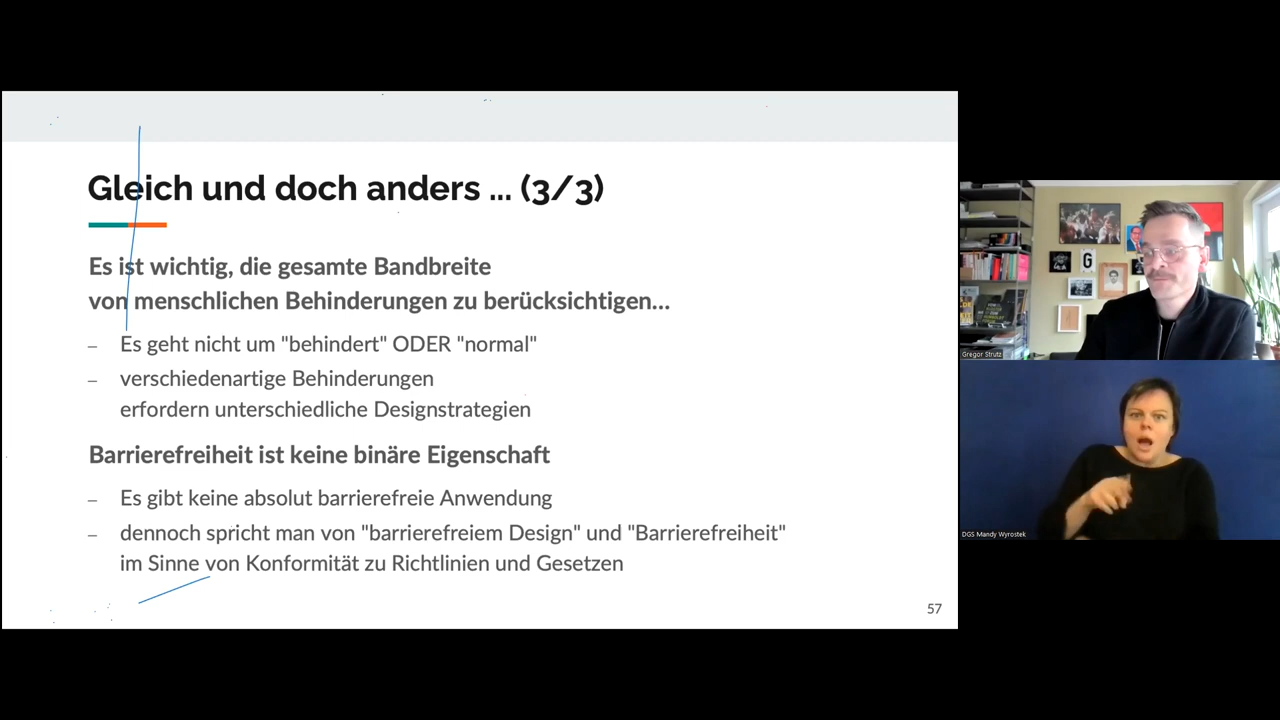 Gleich und doch anders ... (3/3)
Es ist wichtig, die gesamte Bandbreite
von menschlichen Behinderungen zu berücksichtigen...
– Es geht nicht um "behindert" ODER "normal"
– verschiedenartige Behinderungen
erfordern unterschiedliche Designstrategien
Barrierefreiheit ist keine binäre Eigenschaft
– Es gibt keine absolut barrierefreie Anwendung
– dennoch spricht man von "barrierefreiem Design" und "Barrierefreiheit"
im Sinne von Konformität zu Richtlinien und Gesetzen
57
G
Gregor Strutz
DGS Mandy Wyrostek